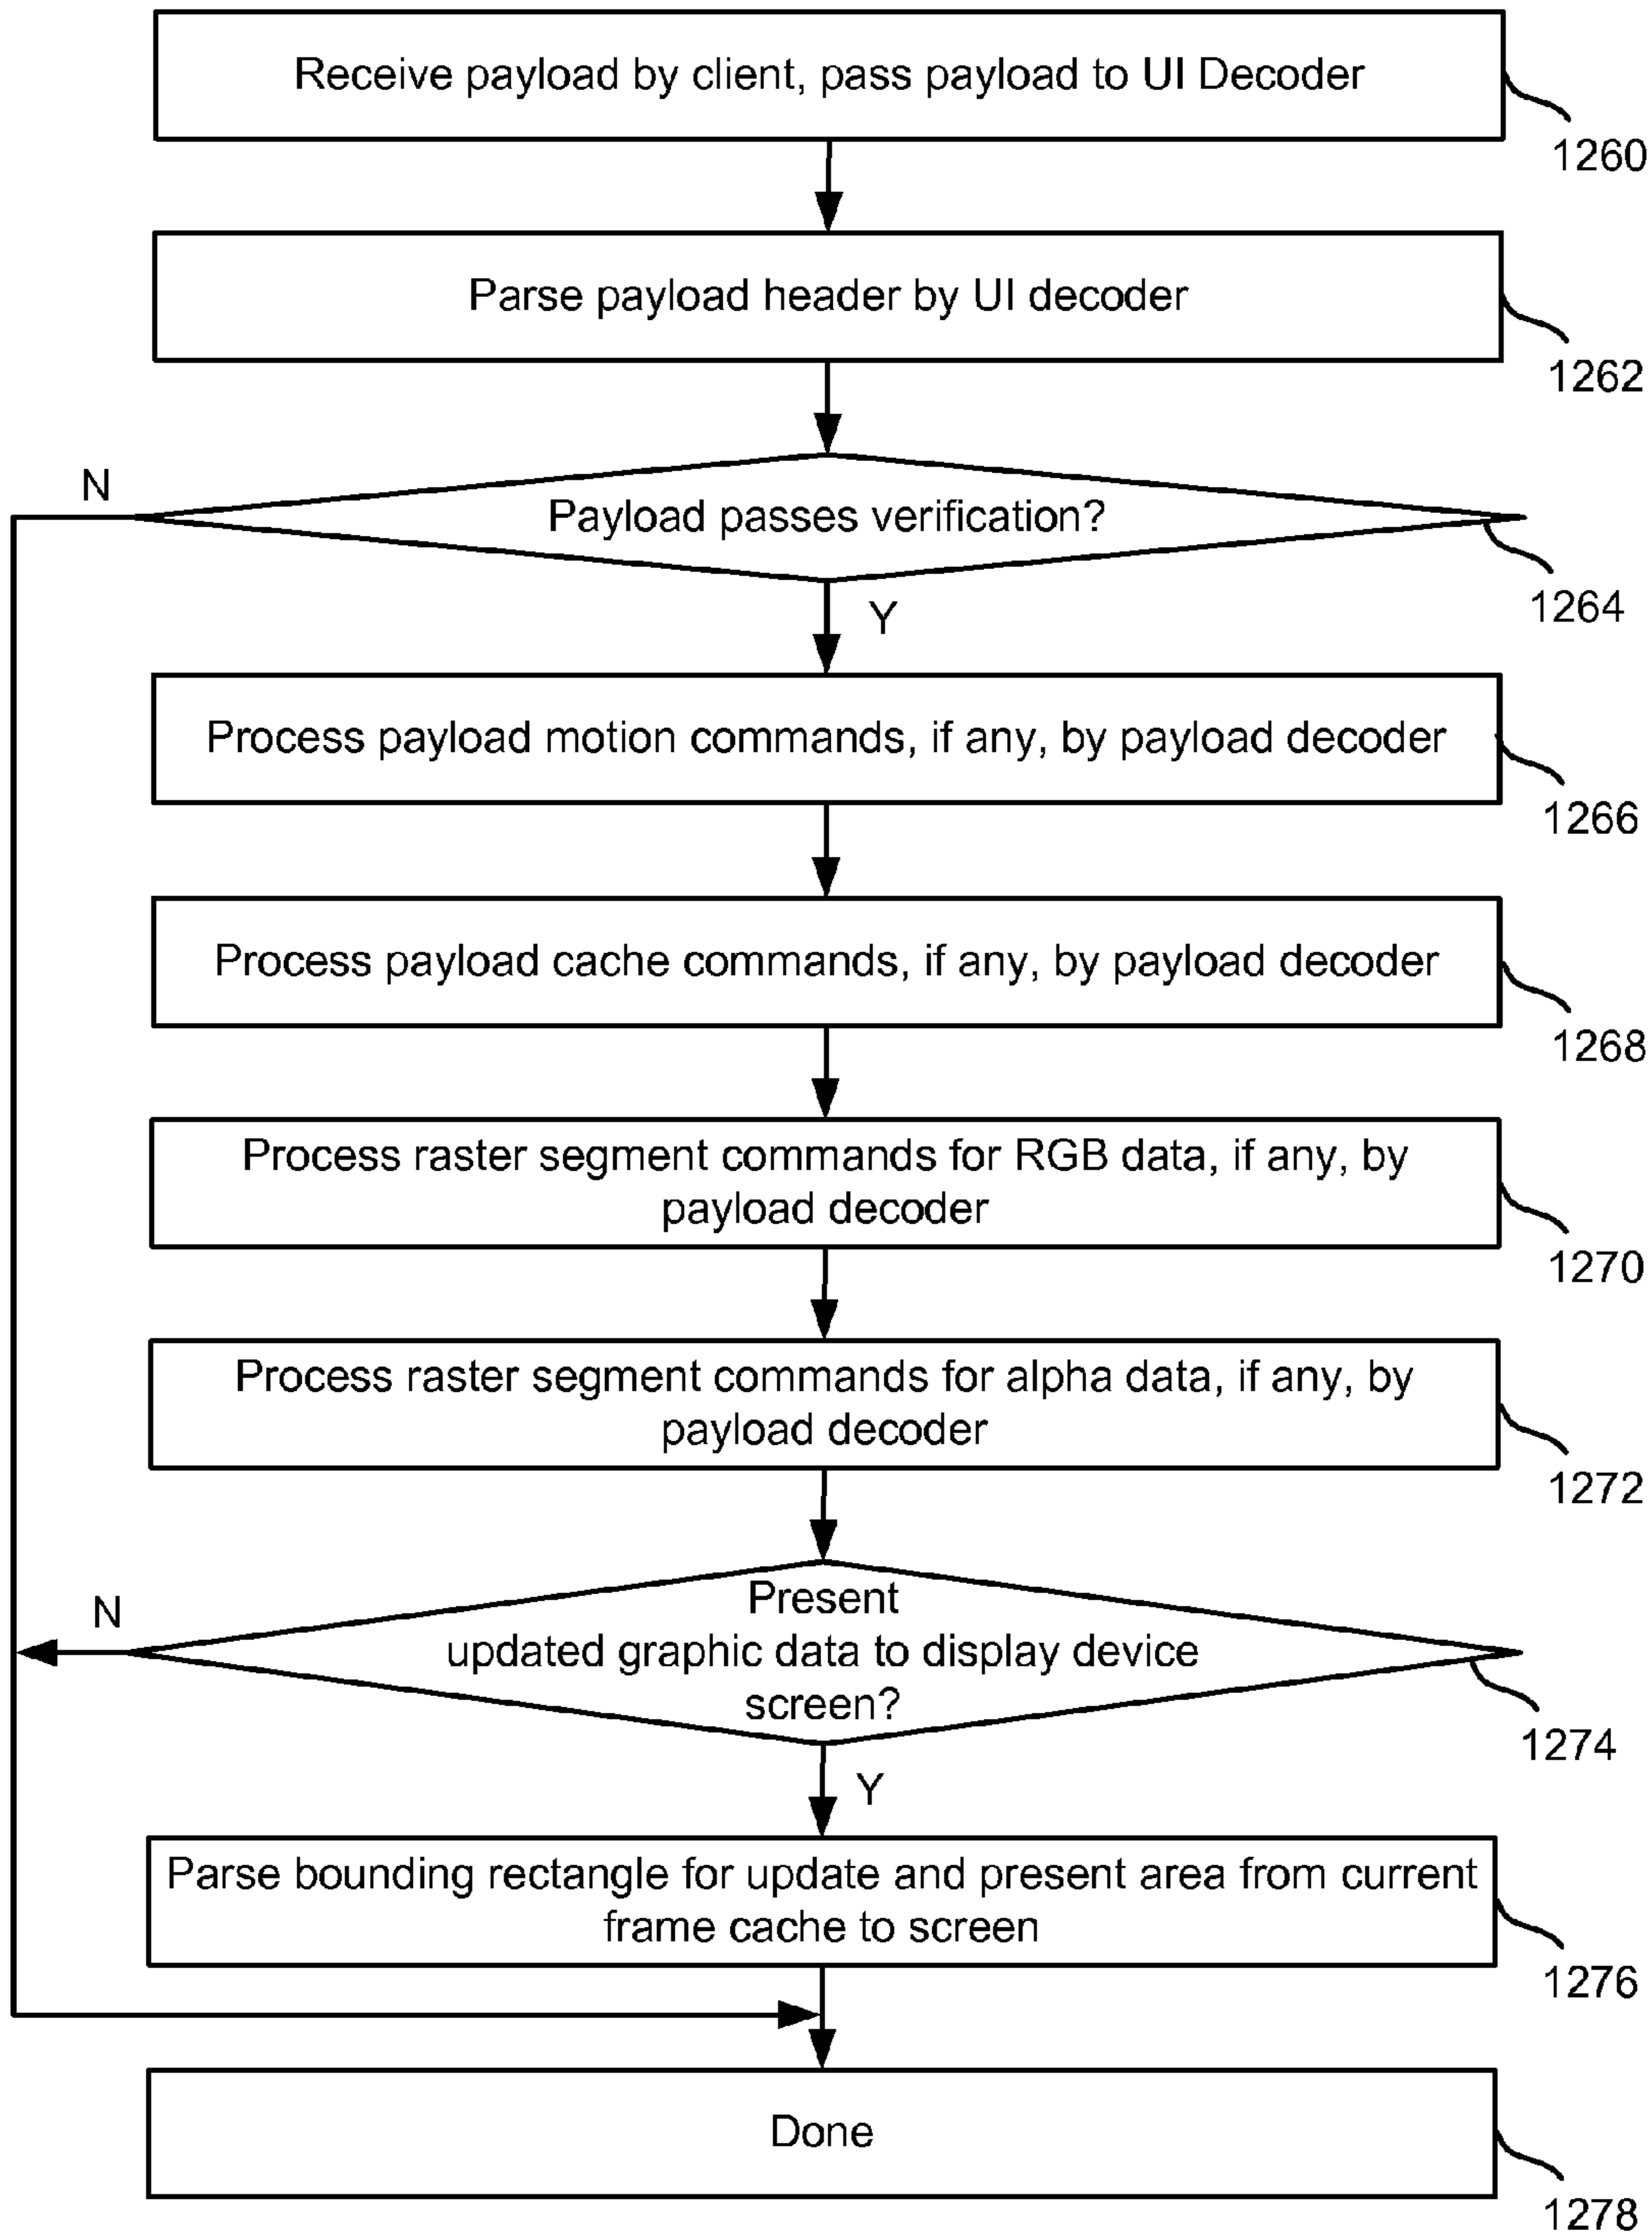 Receive payload by client, pass payload to UI Decoder
1260
Parse payload header by UI decoder
1262
N
Payload passes verification?
1264
Y
Process payload motion commands, if any, by payload decoder
1266
Process payload cache commands, if any, by payload decoder
1268
Process raster segment commands for RGB data, if any, by
payload decoder
1270
Process raster segment commands for alpha data, if any, by
payload decoder
1272
N
Present
updated graphic data to display device
screen?
1274
Y
Parse bounding rectangle for update and present area from current
frame cache to screen
1276
Done
1278